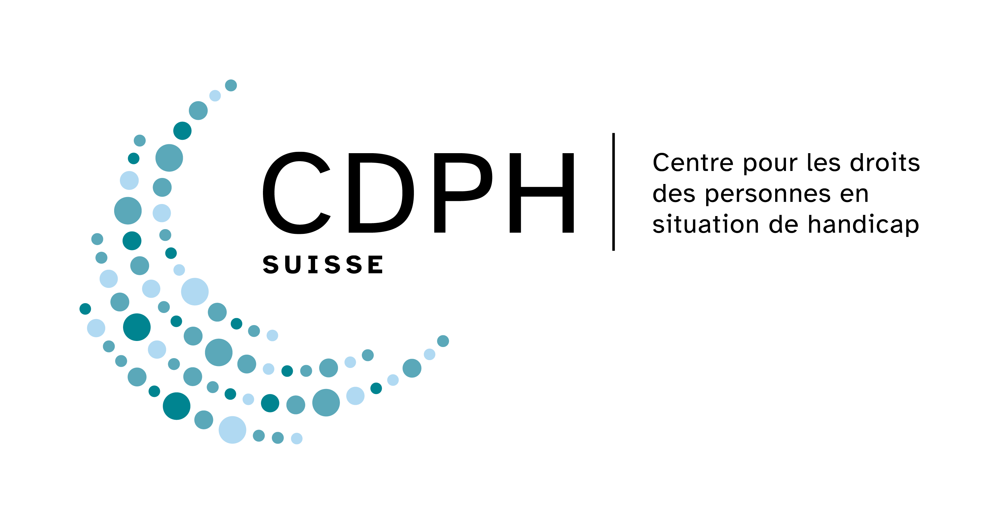 CDPH
SUISSE
Centre pour les droits
des personnes en
situation de handicap